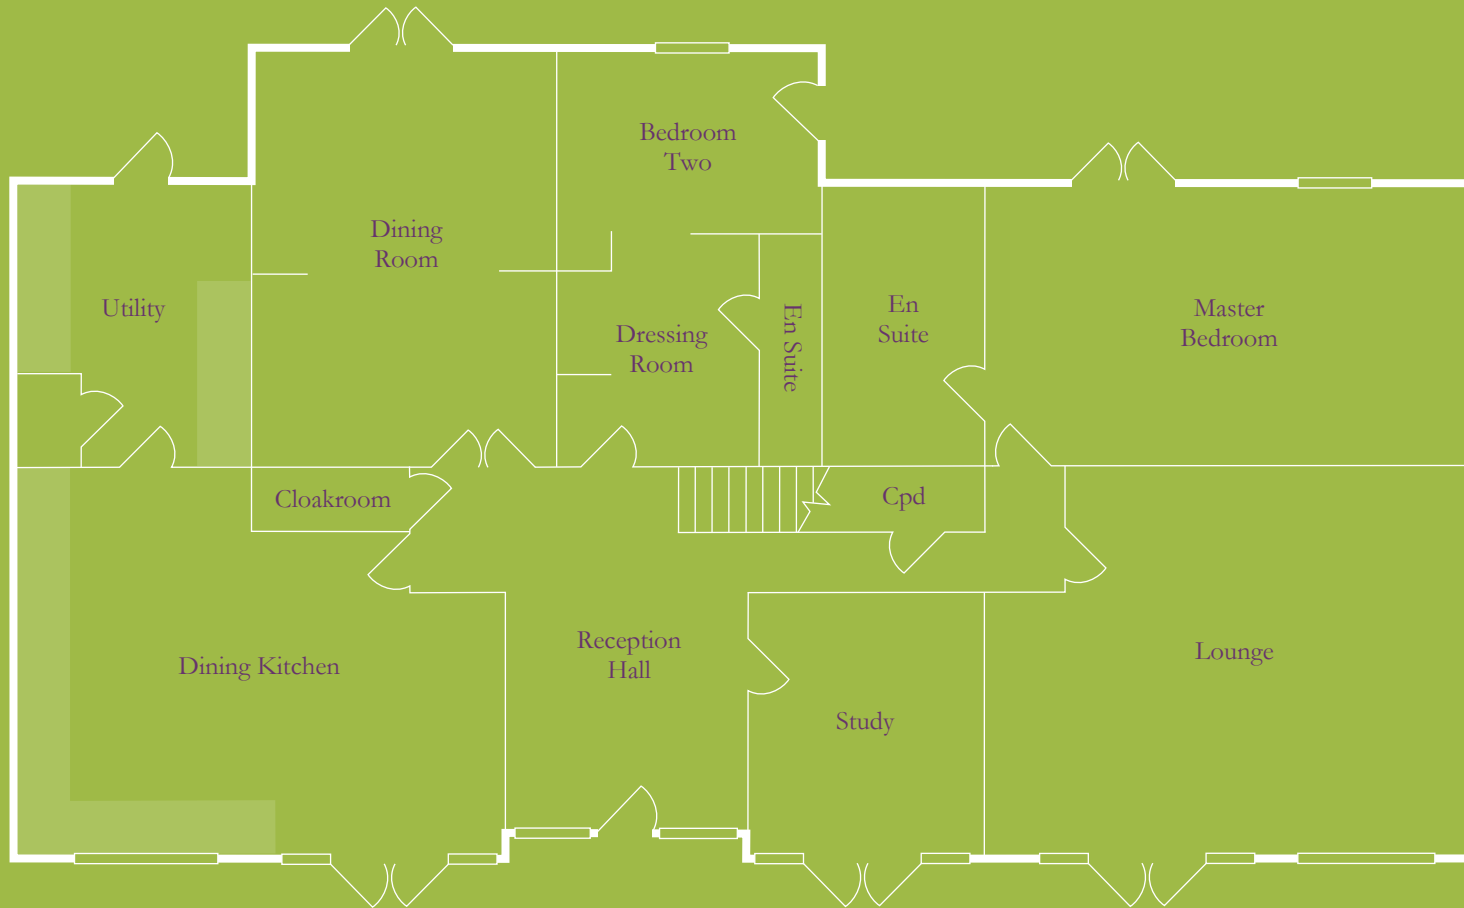 Bedroom
Two
Dining
Room
Utility
En
Suite
Master
Bedroom
Dressing
Room
En Suite
Cloakroom
Cpd
Reception
Hall
Dining Kitchen
Lounge
Study